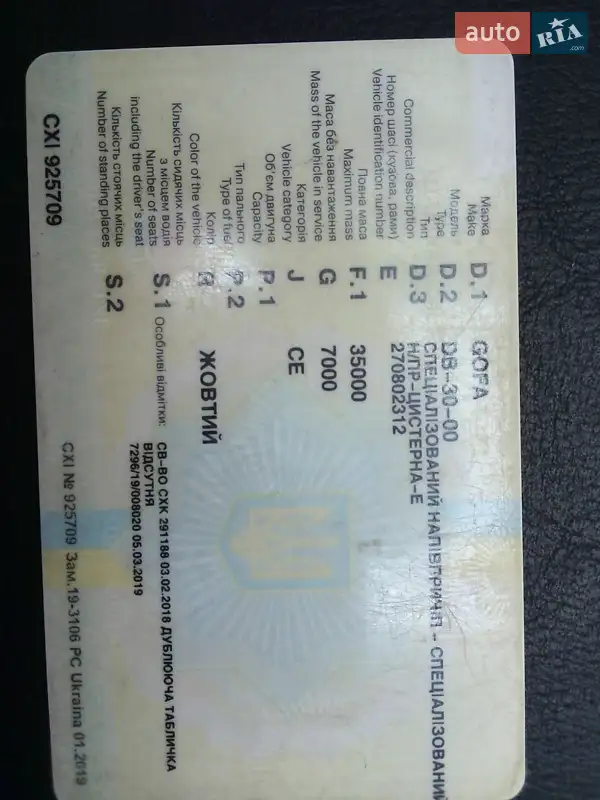 auto RIA .com
Марка
Make D.1 GOFA
Модель
Type D.2 DB-30-00
Тип
Commercial description D.3 СПЕЦІАЛІЗОВАНИЙ НАПІВПРИЧІП - СПЕЦІАЛІЗОВАНИЙ
Н/ПР-ЦИСТЕРНА-Е
Номер шасі (кузова, рами)
Vehicle identification number E 270802312
Повна маса
Maximum mass F.1 35000
Маса без навантаження
Mass of the vehicle in service G 7000
Категорія
Vehicle category J CE
Об'єм двигуна
Capacity P.1
Тип пального
Type of fuel P.2
Колір
Color of the vehicle R ЖОВТИЙ
Кількість сидячих місць
з місцем водія
Number of seats
including the driver's seat S.1 Особливі відмітки: СВ-ВО СХК 291188 03.02.2018 ДУБЛЮЮЧА ТАБЛИЧКА
ВІДСУТНЯ
7296/19/008020 05.03.2019
Кількість стоячих місць
Number of standing places S.2
СХІ 925709
СХІ № 925709 Зам.19-3106 РС Ukraina 01.2019